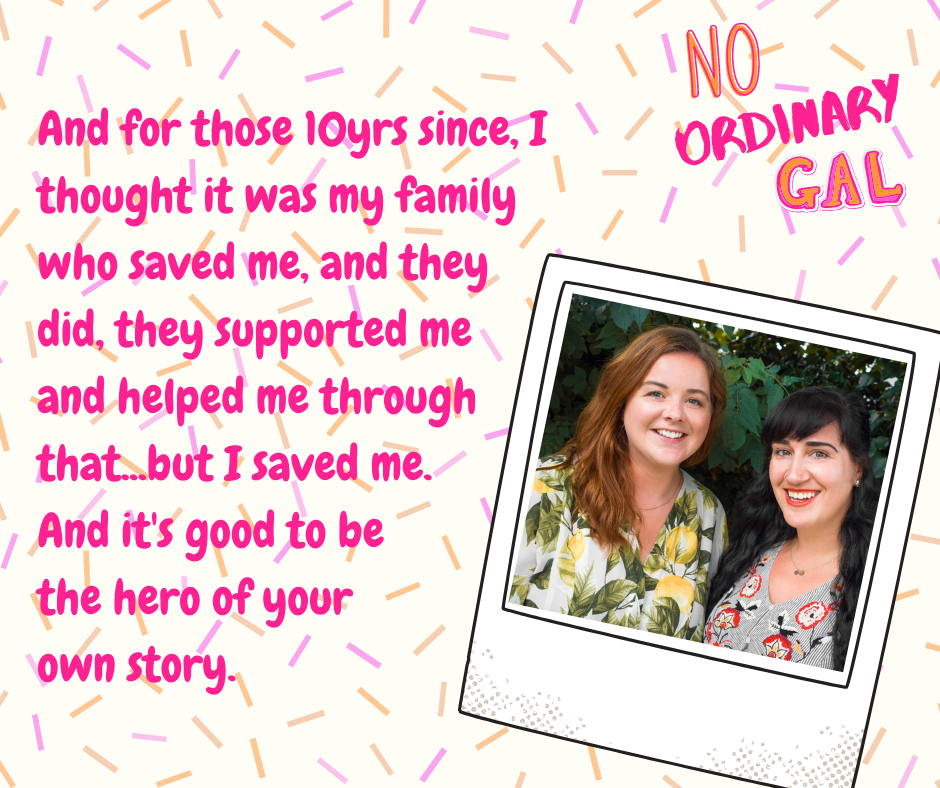 And for those 10yrs since, I
thought it was my family
who saved me, and they
did, they supported me
and helped me through
that...but I saved me.
And it's good to be
the hero of your
own story.
NO
ORDINARY
GAL